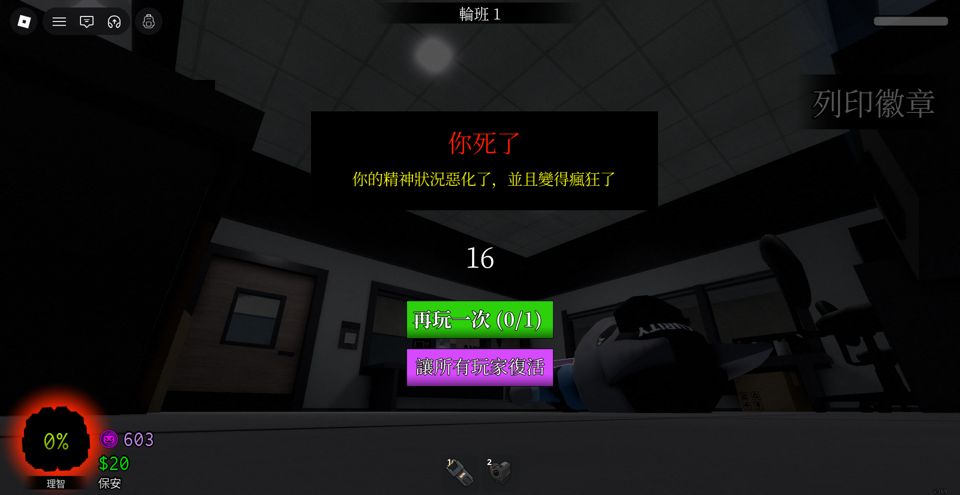 輪班 1
列印徽章
你死了
你的精神狀況惡化了，並且變得瘋狂了
16
再玩一次 (0/1)
讓所有玩家復活
0%
603
$20
理智
保安
1
2